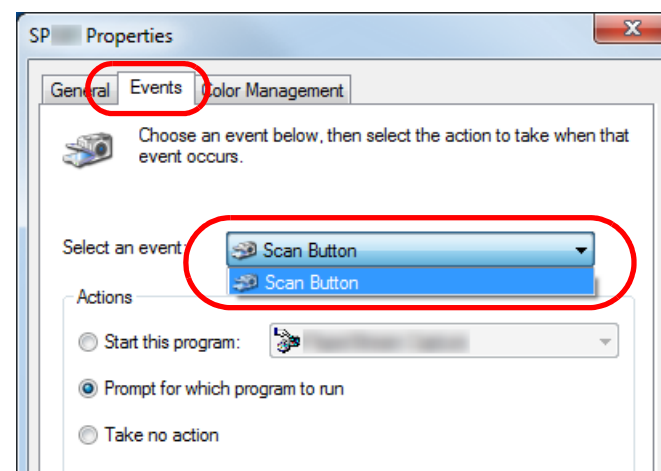 SP Properties
General Events Color Management
Choose an event below, then select the action to take when that
event occurs.
Select an event: Scan Button
Scan Button
Actions
Start this program:
Prompt for which program to run
Take no action